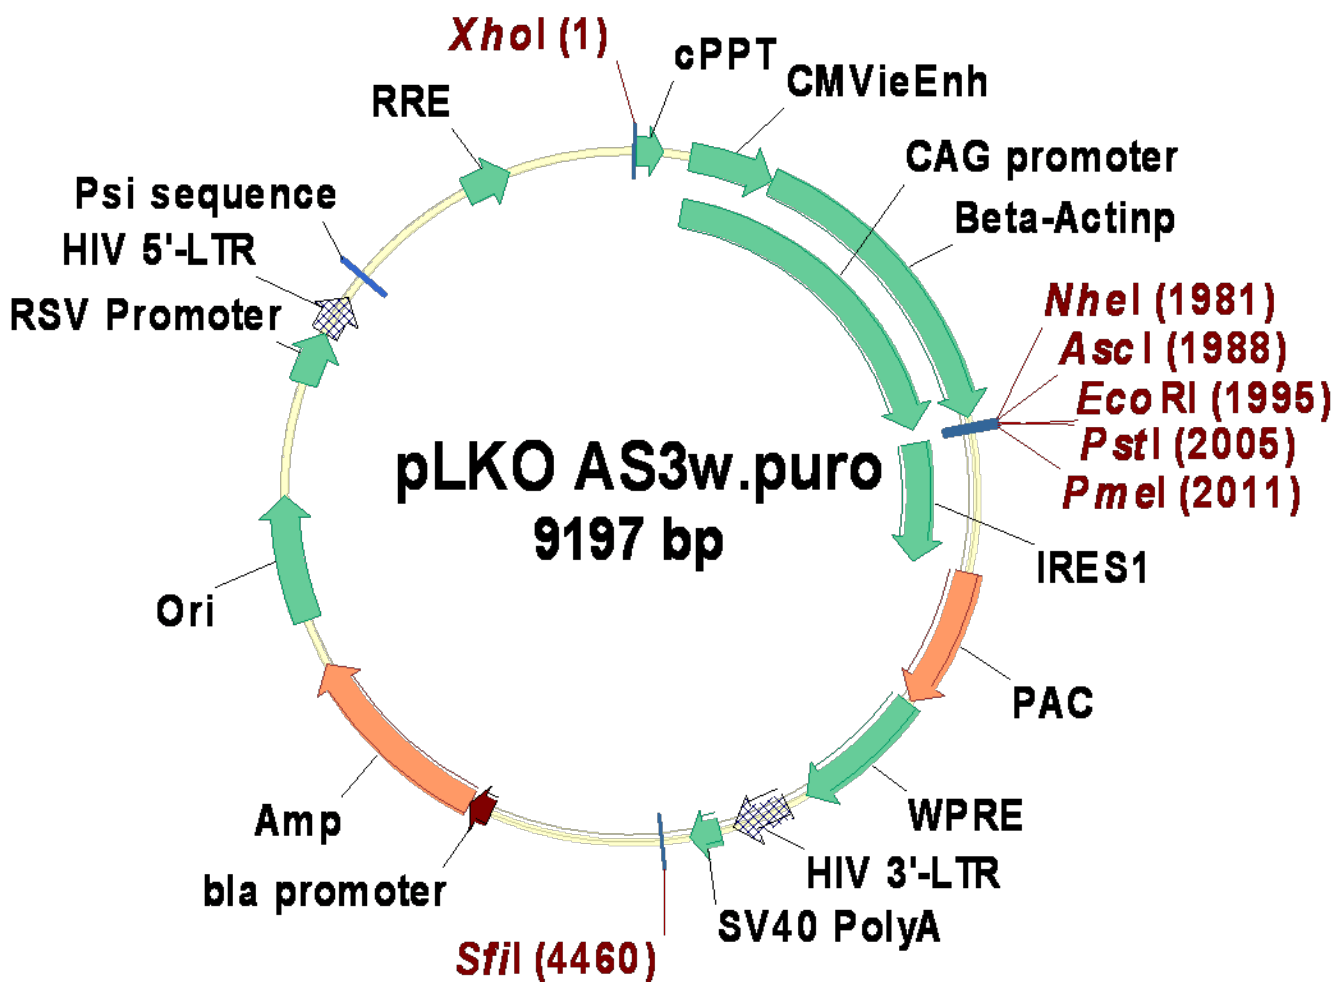 XhoI (1)
cPPT
CMVieEnh
RRE
CAG promoter
Psi sequence
Beta-Actinp
HIV 5'-LTR
RSV Promoter
NheI (1981)
AscI (1988)
EcoRI (1995)
PstI (2005)
PmeI (2011)
pLKO AS3w.puro
9197 bp
IRES1
Ori
PAC
Amp
WPRE
bla promoter
HIV 3'-LTR
SV40 PolyA
SfiI (4460)